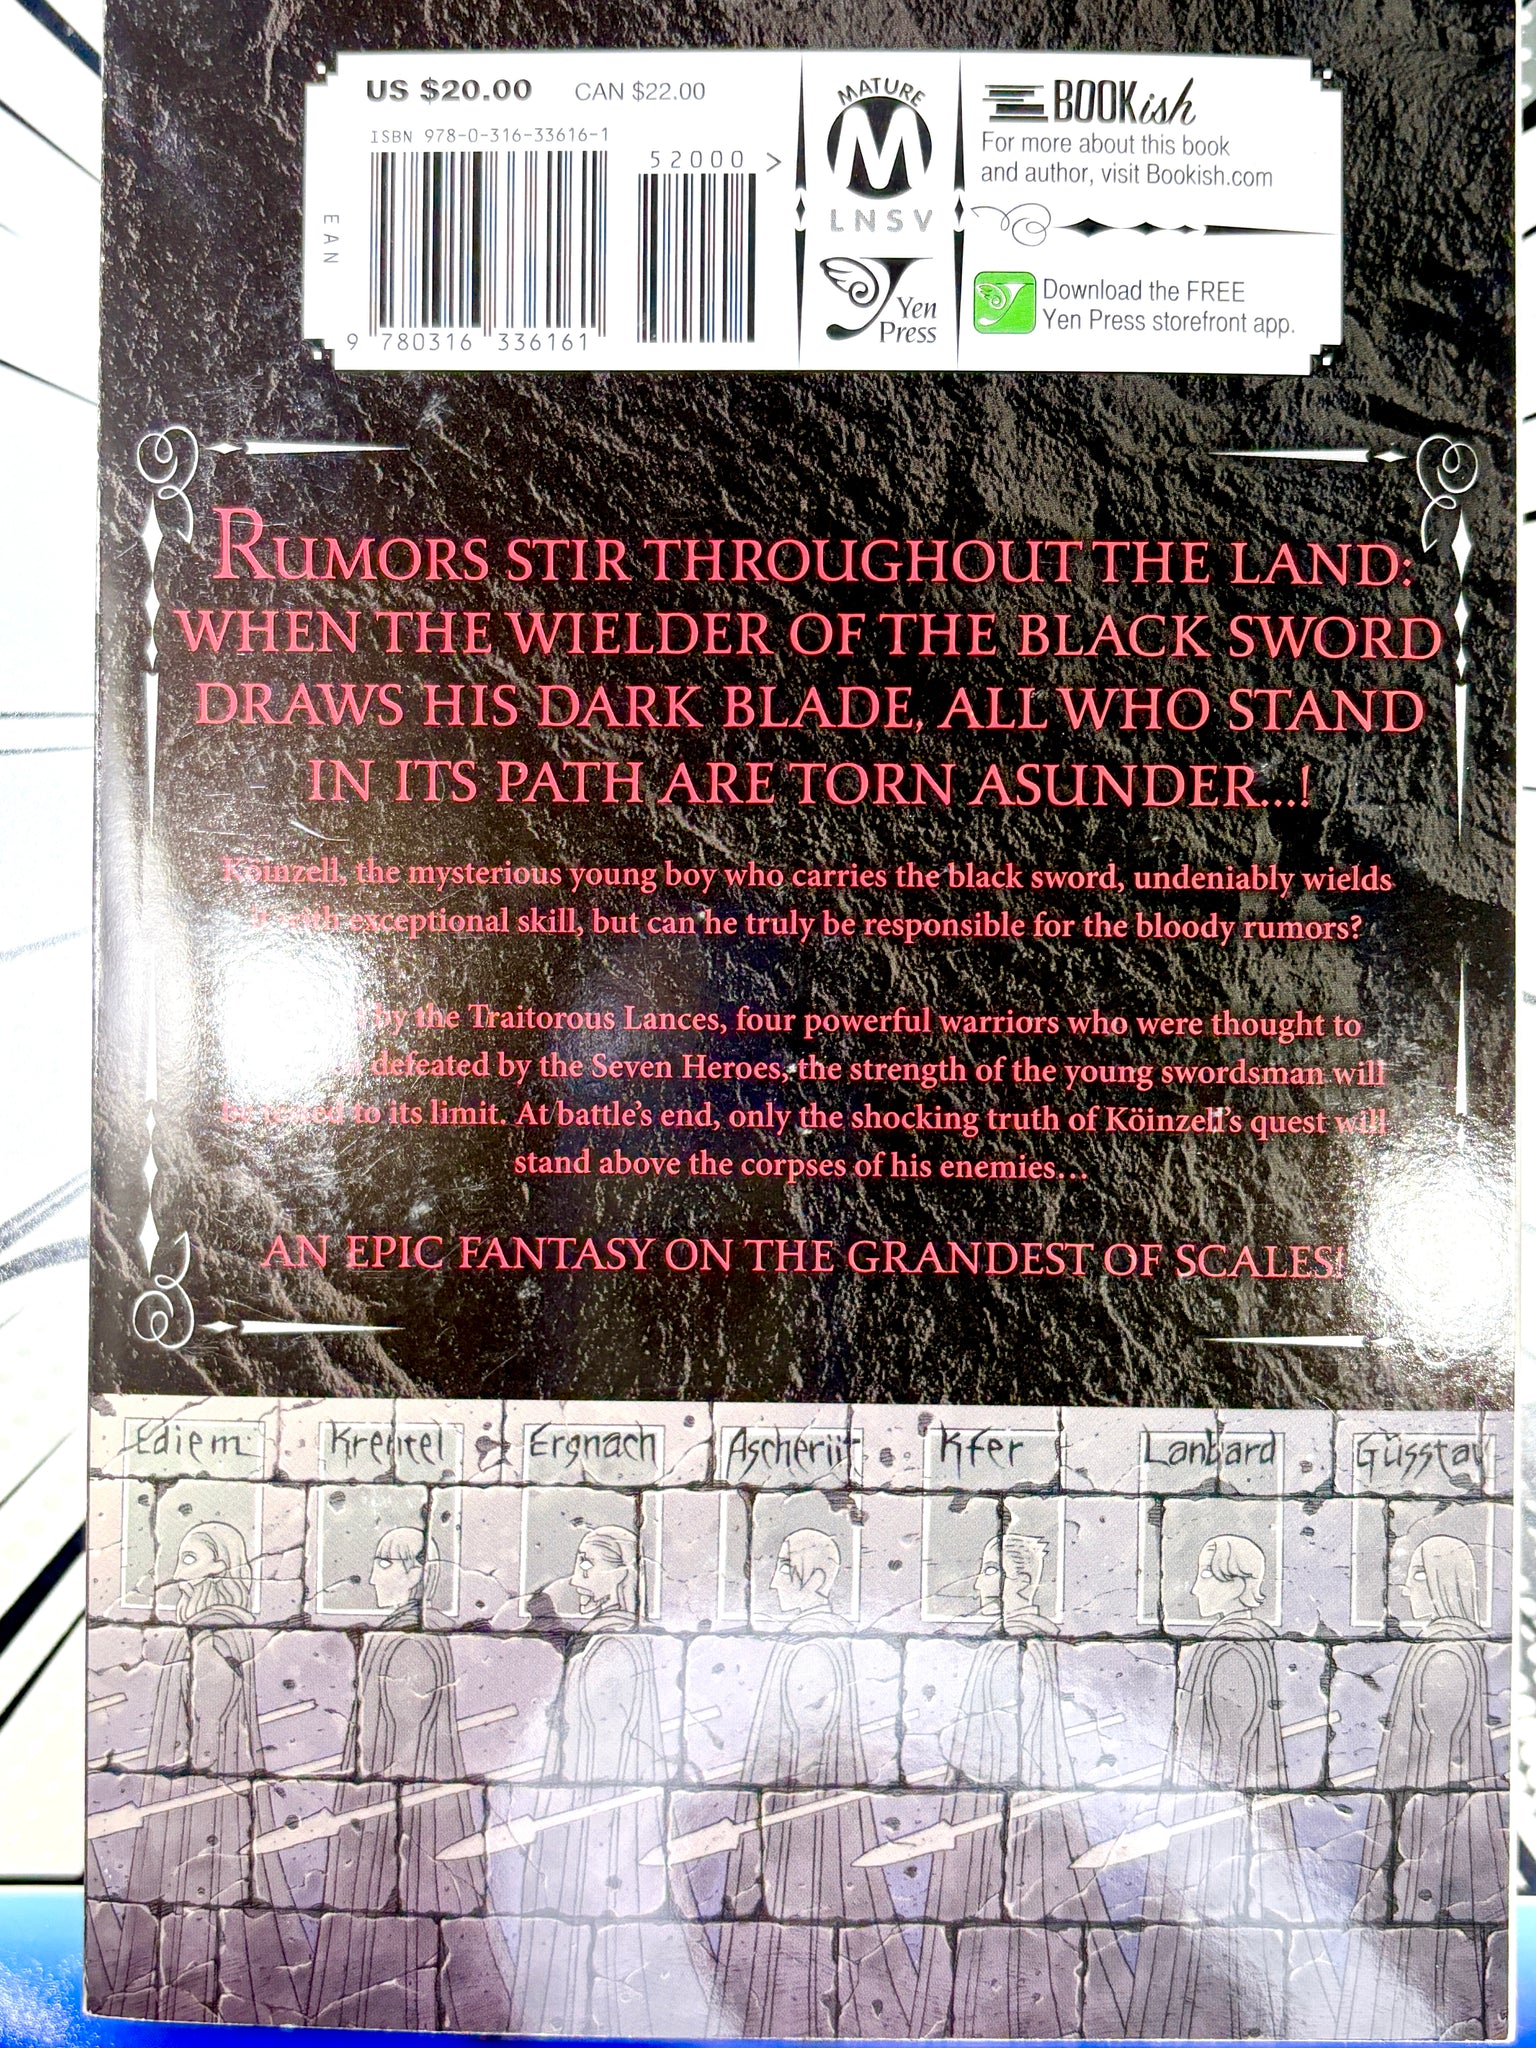 US $20.00 CAN $22.00
ISBN 978-0-316-33616-1
52000 >
EAN
9 780316 336161
MATURE
M
LNSV
Yen
Press
BOOKish
For more about this book
and author, visit Bookish.com
Download the FREE
Yen Press storefront app.
RUMORS STIR THROUGHOUT THE LAND:
WHEN THE WIELDER OF THE BLACK SWORD
DRAWS HIS DARK BLADE, ALL WHO STAND
IN ITS PATH ARE TORN ASUNDER...!
Köinzell, the mysterious young boy who carries the black sword, undeniably wields
it with exceptional skill, but can he truly be responsible for the bloody rumors?
by the Traitorous Lances, four powerful warriors who were thought to
defeated by the Seven Heroes, the strength of the young swordsman will
be tested to its limit. At battle's end, only the shocking truth of Köinzell's quest will
stand above the corpses of his enemies...
AN EPIC FANTASY ON THE GRANDEST OF SCALES!
Ediem Krentel Ergnach Ascheriit Kfer Lanbard Güsstav